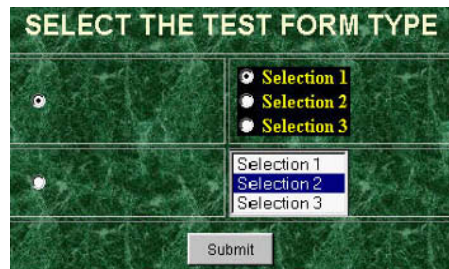 SELECT THE TEST FORM TYPE
Selection 1
Selection 2
Selection 3
Selection 1
Selection 2
Selection 3
Submit